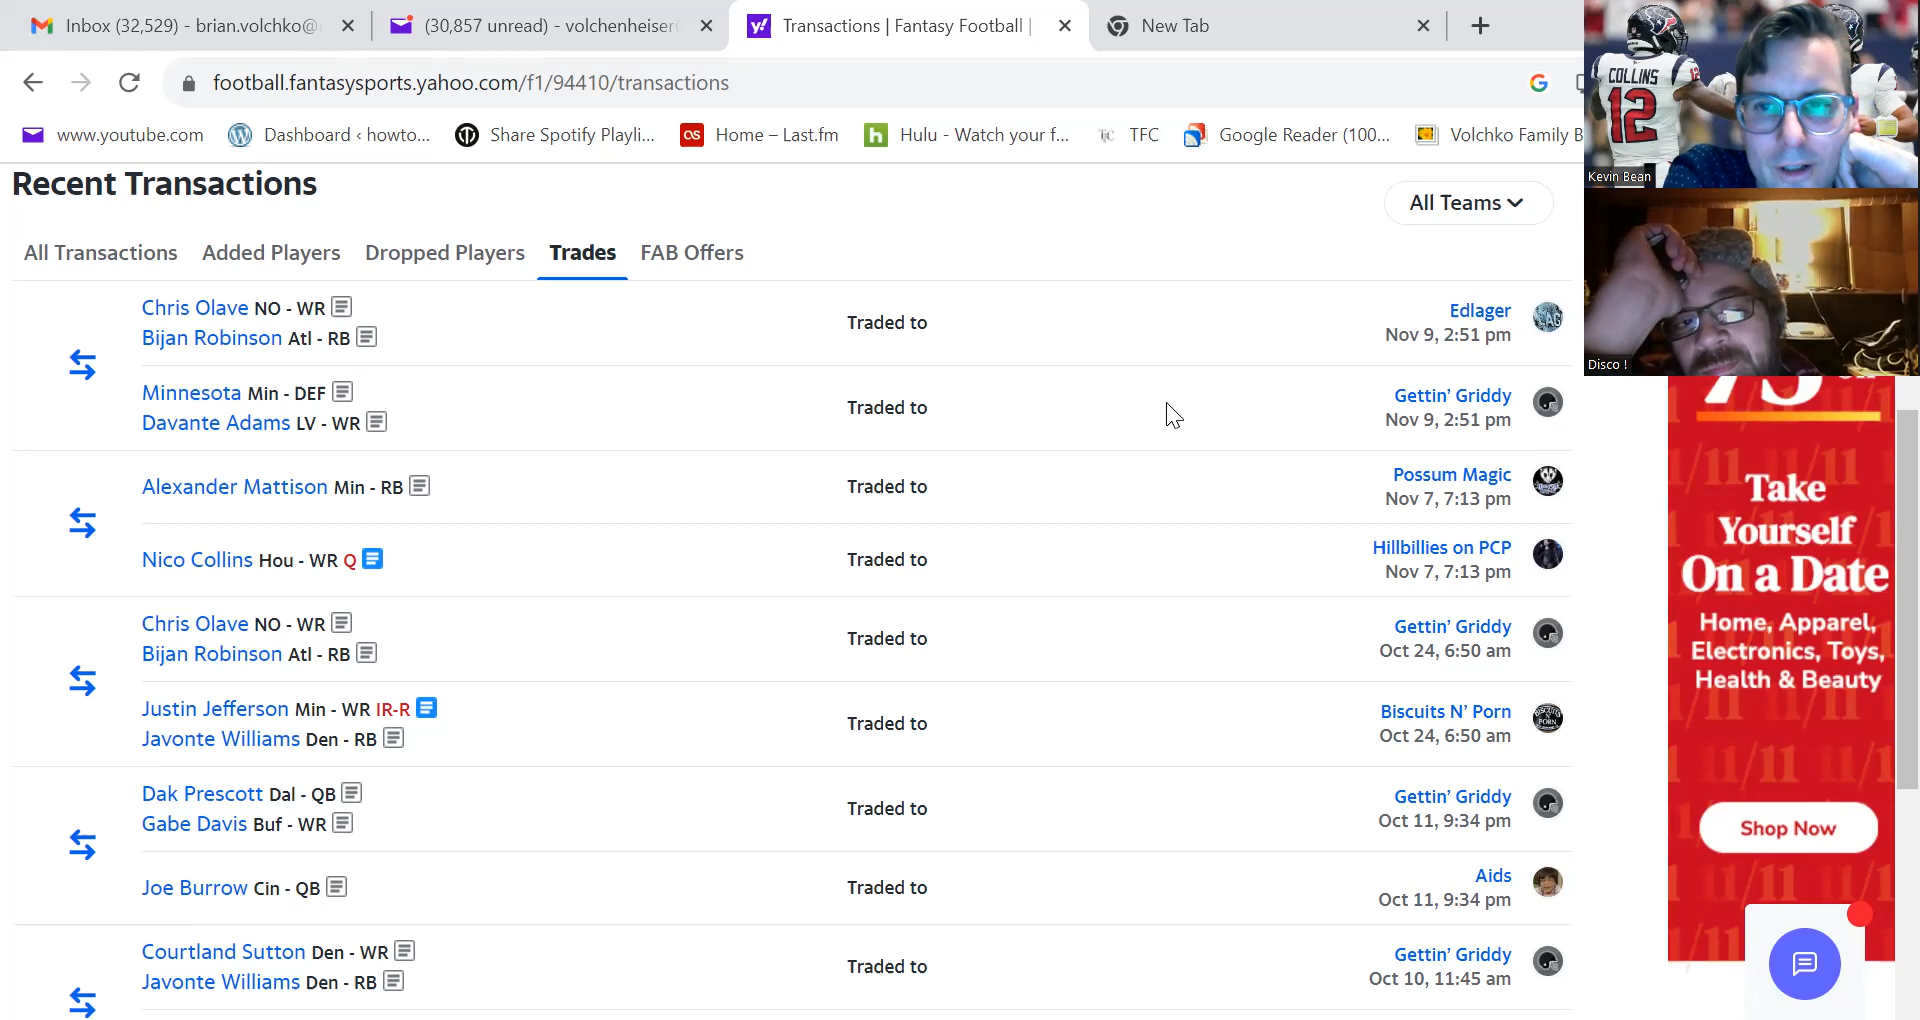 Inbox (32,529) - brian.volchko@
(30,857 unread) - volchenheiser
Transactions | Fantasy Football |
New Tab
football.fantasysports.yahoo.com/f1/94410/transactions
www.youtube.com
Dashboard ‹ howto...
Share Spotify Playli...
Home – Last.fm
Hulu - Watch your f...
TFC
Google Reader (100...
Volchko Family B
COLLINS
12
Kevin Bean
Disco !
Recent Transactions
All Teams
All Transactions
Added Players
Dropped Players
Trades
FAB Offers
Chris Olave NO - WR
Bijan Robinson Atl - RB
Traded to
Edlager
Nov 9, 2:51 pm
Minnesota Min - DEF
Davante Adams LV - WR
Traded to
Gettin' Griddy
Nov 9, 2:51 pm
Alexander Mattison Min - RB
Traded to
Possum Magic
Nov 7, 7:13 pm
Nico Collins Hou - WR Q
Traded to
Hillbillies on PCP
Nov 7, 7:13 pm
Chris Olave NO - WR
Bijan Robinson Atl - RB
Traded to
Gettin' Griddy
Oct 24, 6:50 am
Justin Jefferson Min - WR IR-R
Javonte Williams Den - RB
Traded to
Biscuits N' Porn
Oct 24, 6:50 am
Dak Prescott Dal - QB
Gabe Davis Buf - WR
Traded to
Gettin' Griddy
Oct 11, 9:34 pm
Joe Burrow Cin - QB
Traded to
Aids
Oct 11, 9:34 pm
Courtland Sutton Den - WR
Javonte Williams Den - RB
Traded to
Gettin' Griddy
Oct 10, 11:45 am
Take
Yourself
On a Date
Home, Apparel,
Electronics, Toys,
Health & Beauty
Shop Now